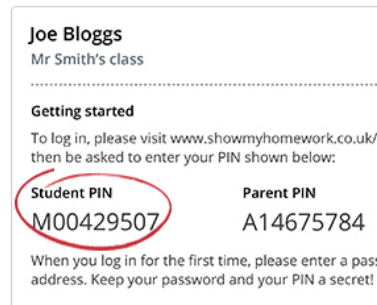 Joe Bloggs
Mr Smith's class
Getting started
To log in, please visit www.showmyhomework.co.uk/
then be asked to enter your PIN shown below:
Student PIN Parent PIN
M00429507 A14675784
When you log in for the first time, please enter a pas
address. Keep your password and your PIN a secret!